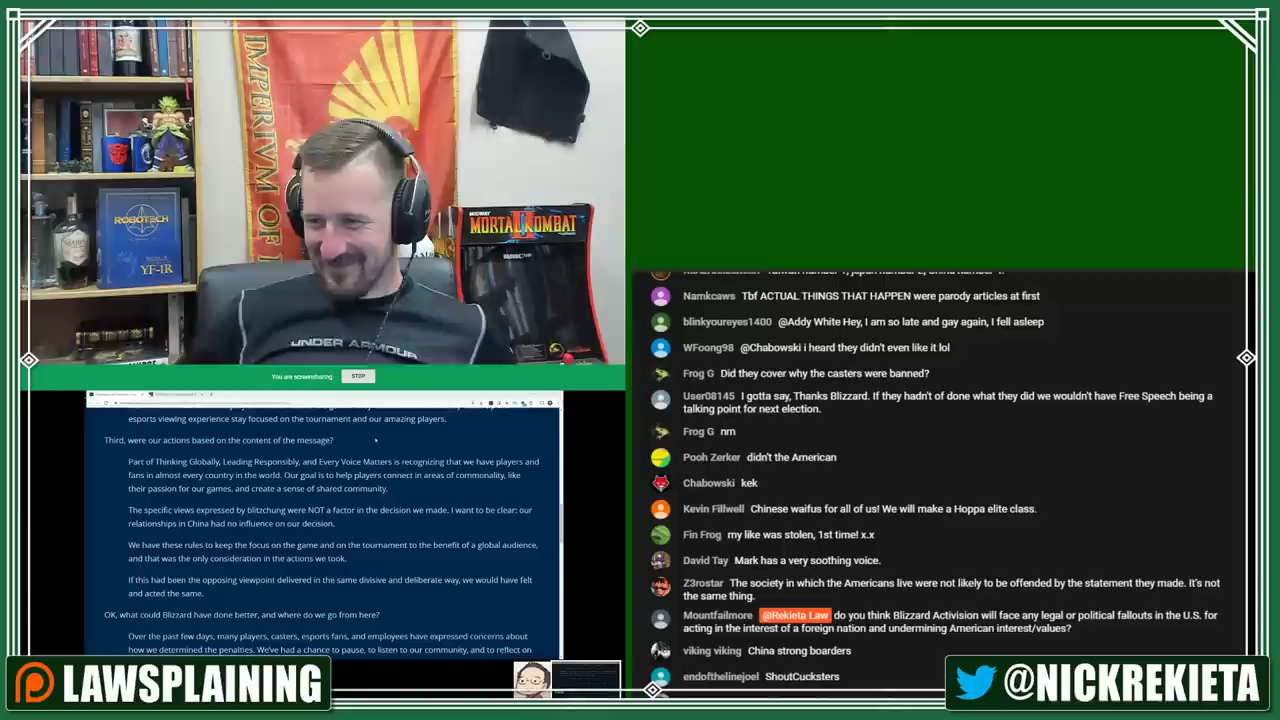 IMPERIVM OF
ROBOTECH
YF-1R
MIDWAY
MORTAL KOMBAT
II
UNDER ARMOUR
You are screensharing
STOP
esports viewing experience stay focused on the tournament and our amazing players.
Third, were our actions based on the content of the message?
Part of Thinking Globally, Leading Responsibly, and Every Voice Matters is recognizing that we have players and
fans in almost every country in the world. Our goal is to help players connect in areas of commonality, like
their passion for our games, and create a sense of shared community.
The specific views expressed by blitzchung were NOT a factor in the decision we made. I want to be clear: our
relationships in China had no influence on our decision.
We have these rules to keep the focus on the game and on the tournament to the benefit of a global audience,
and that was the only consideration in the actions we took.
If this had been the opposing viewpoint delivered in the same divisive and deliberate way, we would have felt
and acted the same.
OK, what could Blizzard have done better, and where do we go from here?
Over the past few days, many players, casters, esports fans, and employees have expressed concerns about
how we determined the penalties. We've had a chance to pause, to listen to our community, and to reflect on
Namkcaws Tbf ACTUAL THINGS THAT HAPPEN were parody articles at first
blinkyoureyes1400 @Addy White Hey, I am so late and gay again, I fell asleep
WFoong98 @Chabowski i heard they didn't even like it lol
Frog G Did they cover why the casters were banned?
User08145 I gotta say, Thanks Blizzard. If they hadn't of done what they did we wouldn't have Free Speech being a
talking point for next election.
Frog G nm
Pooh Zerker didn't the American
Chabowski kek
Kevin Fillwell Chinese waifus for all of us! We will make a Hoppa elite class.
Fin Frog my like was stolen, 1st time! x.x
David Tay Mark has a very soothing voice.
Z3rostar The society in which the Americans live were not likely to be offended by the statement they made. It's not
the same thing.
Mountfailmore @Rekieta Law do you think Blizzard Activision will face any legal or political fallouts in the U.S. for
acting in the interest of a foreign nation and undermining American interest/values?
viking viking China strong boarders
endofthelinejoel ShoutCucksters
LAWSPLAINING
@NICKREKIETA